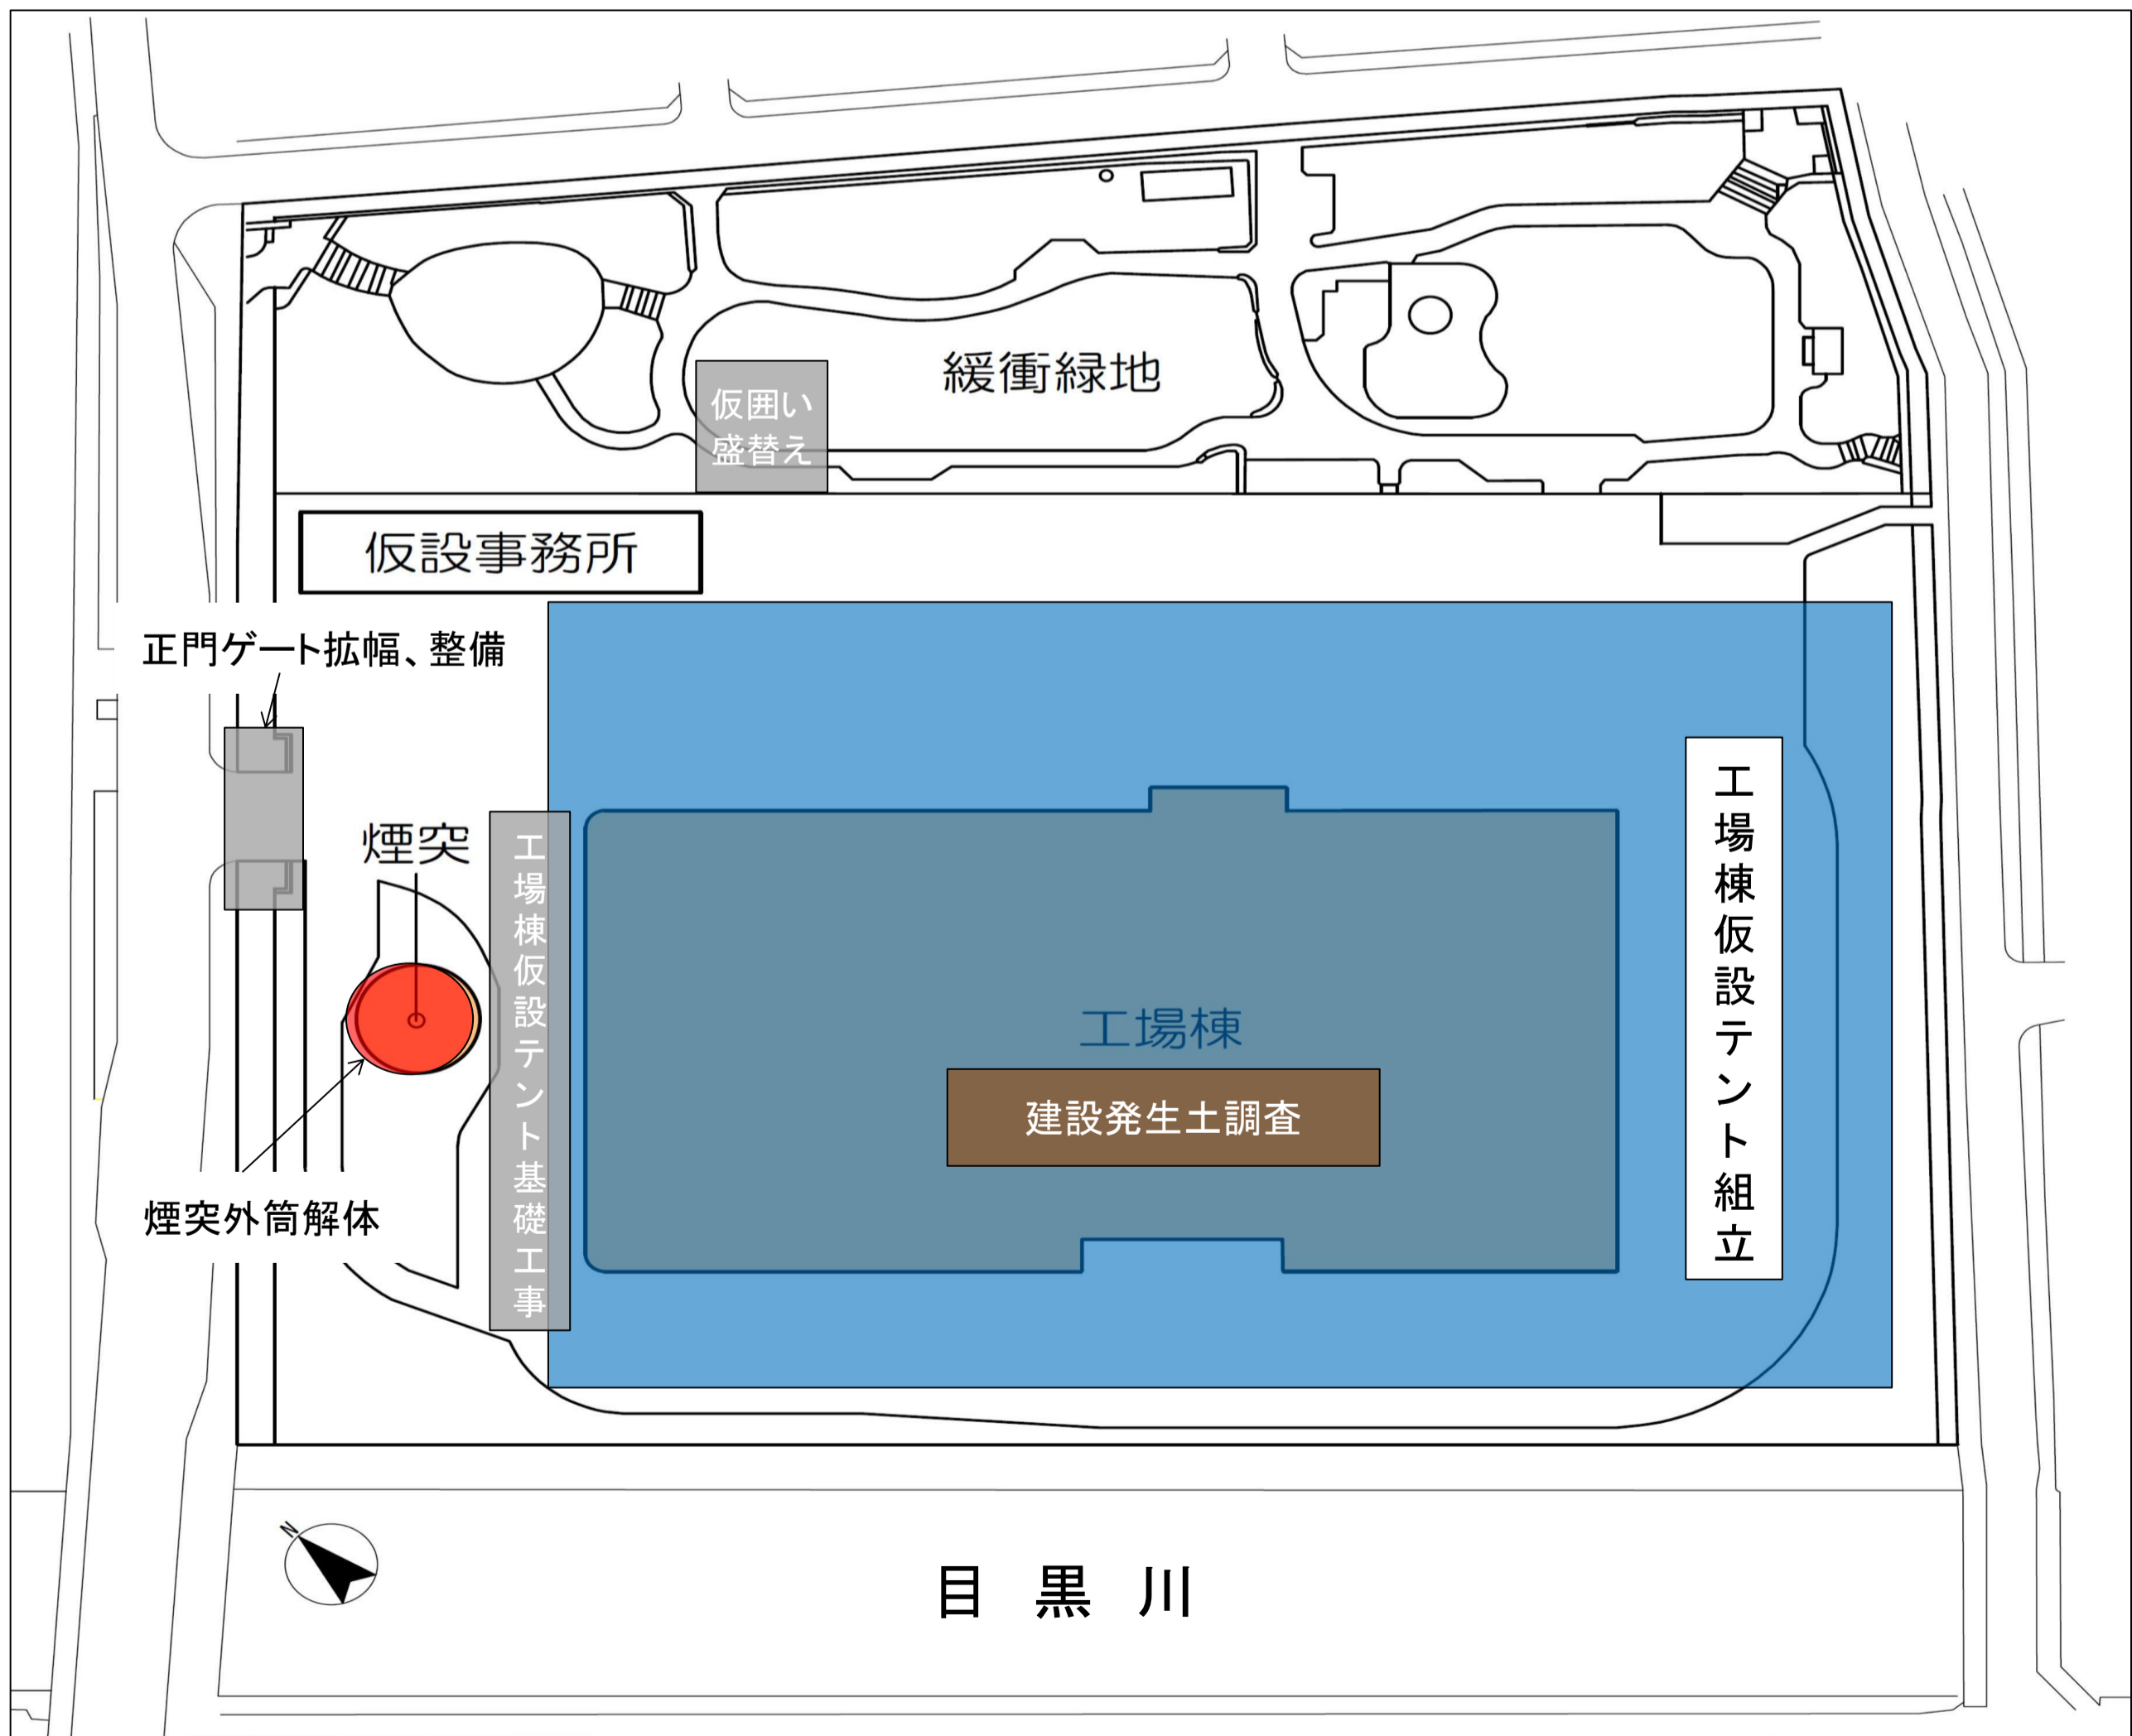 緩衝緑地
仮囲い
盛替え
仮設事務所
正門ゲート拡幅、整備
煙突
工場棟仮設テント基礎工事
工場棟仮設テント組立
工場棟
建設発生土調査
煙突外筒解体
N
目黒川